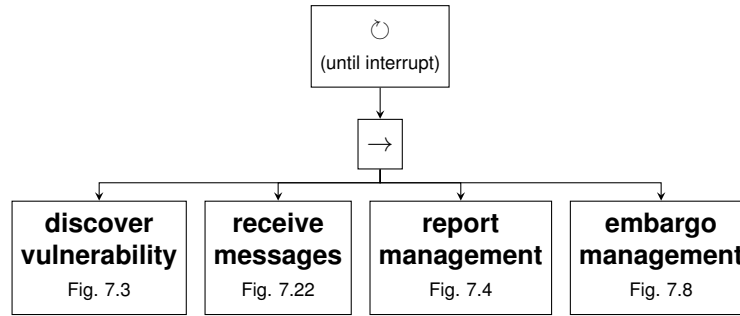 ↻
(until interrupt)
→
discover
vulnerability
Fig. 7.3
receive
messages
Fig. 7.22
report
management
Fig. 7.4
embargo
management
Fig. 7.8